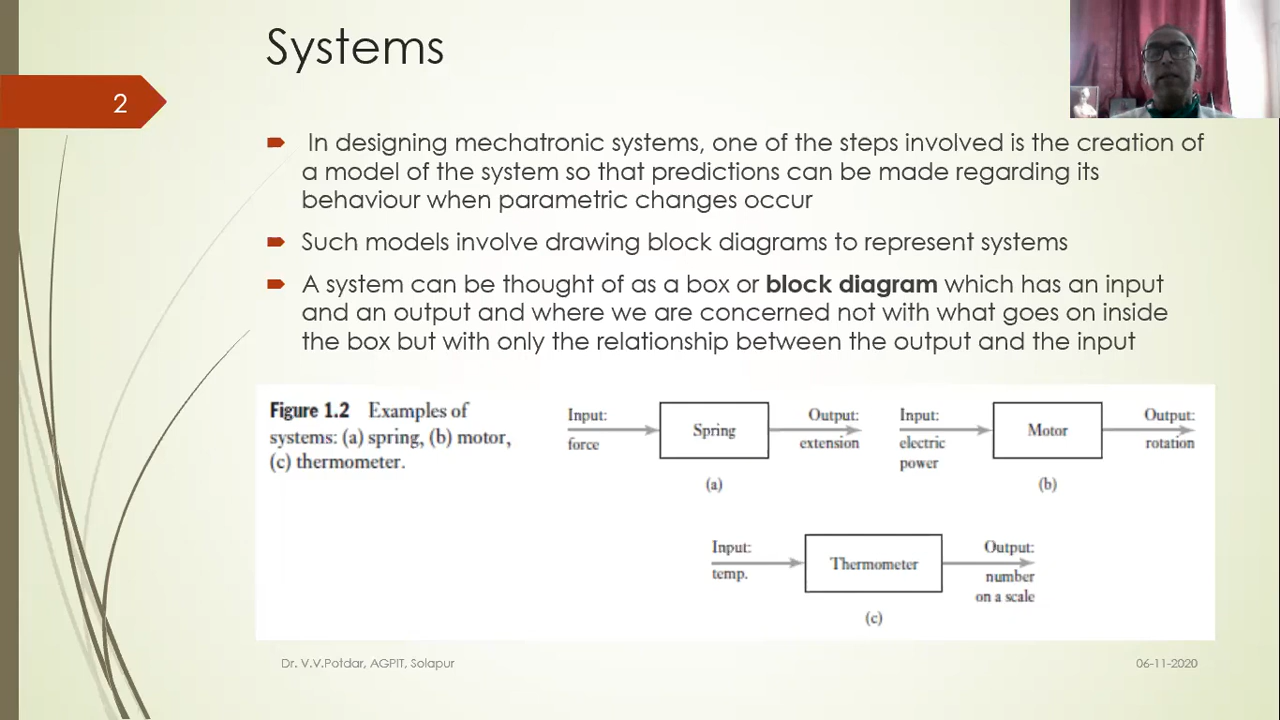 Systems
2
In designing mechatronic systems, one of the steps involved is the creation of
a model of the system so that predictions can be made regarding its
behaviour when parametric changes occur
Such models involve drawing block diagrams to represent systems
A system can be thought of as a box or block diagram which has an input
and an output and where we are concerned not with what goes on inside
the box but with only the relationship between the output and the input
Figure 1.2 Examples of
systems: (a) spring, (b) motor,
(c) thermometer.
Input:
force
Spring
Output:
extension
(a)
Input:
electric
power
Motor
Output:
rotation
(b)
Input:
temp.
Thermometer
Output:
number
on a scale
(c)
Dr. V.V.Potdar, AGPIT, Solapur
06-11-2020